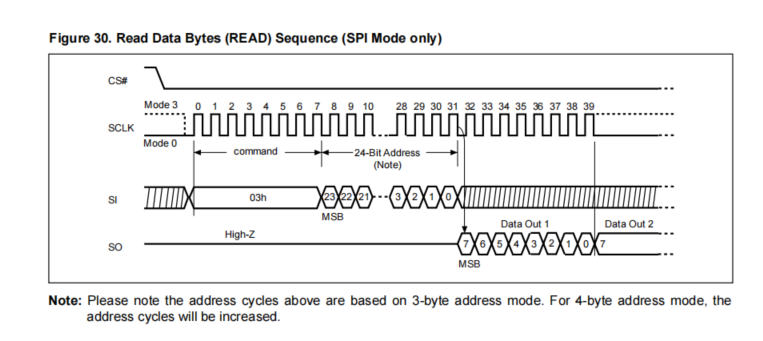 Figure 30. Read Data Bytes (READ) Sequence (SPI Mode only)
CS#
Mode 3
0 1 2 3 4 5 6 7 8 9 10 28 29 30 31 32 33 34 35 36 37 38 39
SCLK
Mode 0
command
24-Bit Address
(Note)
SI
03h
23 22 21 3 2 1 0
MSB
High-Z
Data Out 1
Data Out 2
SO
7 6 5 4 3 2 1 0 7
MSB
Note: Please note the address cycles above are based on 3-byte address mode. For 4-byte address mode, the
address cycles will be increased.